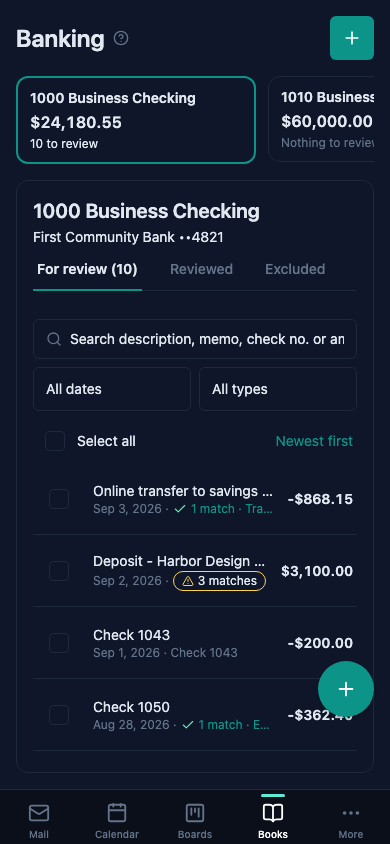 Banking
1000 Business Checking
$24,180.55
10 to review
1010 Business
$60,000.00
Nothing to review
1000 Business Checking
First Community Bank ••4821
For review (10)
Reviewed
Excluded
Search description, memo, check no. or am
All dates
All types
Select all
Newest first
Online transfer to savings ...
-$868.15
Sep 3, 2026 · 1 match · Tra...
Deposit - Harbor Design ...
$3,100.00
Sep 2, 2026 · 3 matches
Check 1043
-$200.00
Sep 1, 2026 · Check 1043
Check 1050
-$362.40
Aug 28, 2026 · 1 match · E...
Mail
Calendar
Boards
Books
More